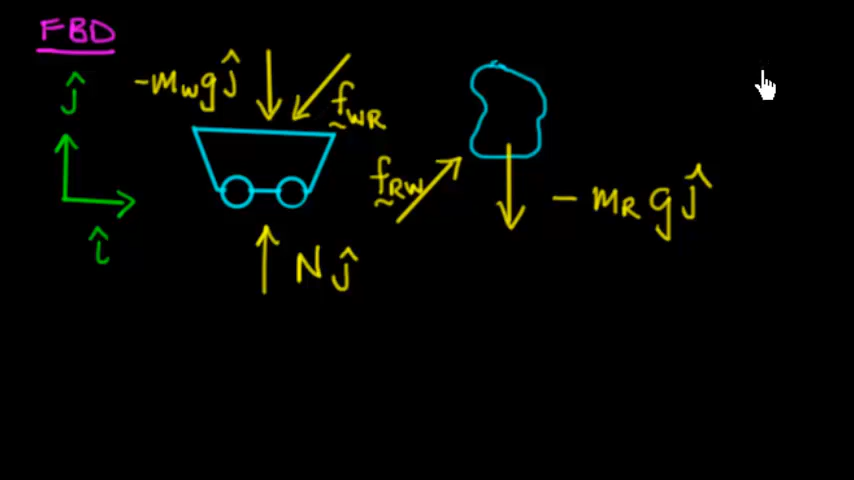 FBD
ĵ
-m_w g ĵ
f_WR
f_RW
- m_R g ĵ
î
N ĵ